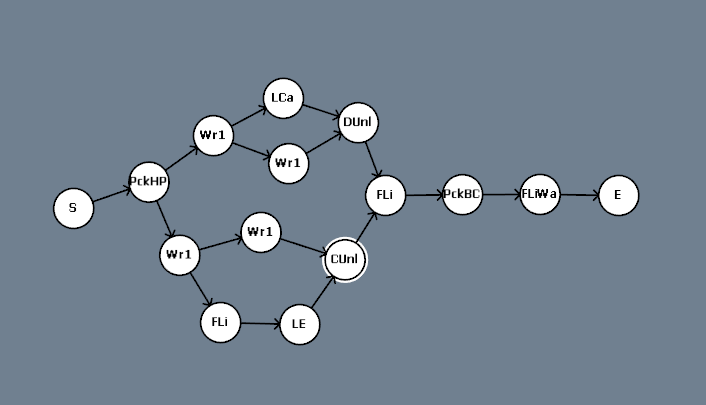 LCa
DUnl
Wr1
Wr1
PckHP
FLi
PckBC
FLiWa
E
S
Wr1
Wr1
CUnl
FLi
LE